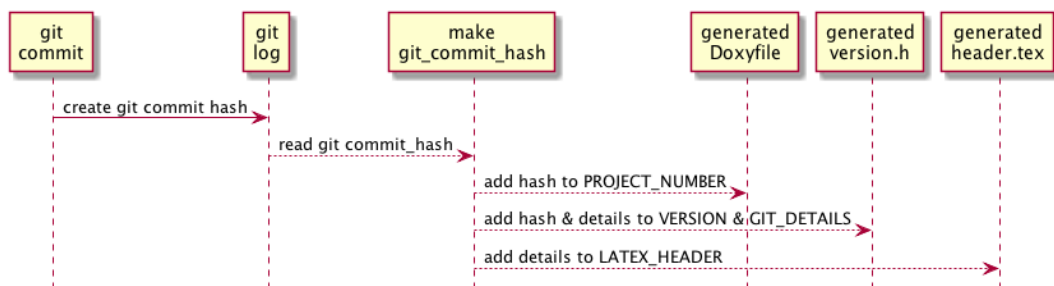 git
commit
git
log
make
git_commit_hash
generated
Doxyfile
generated
version.h
generated
header.tex
create git commit hash
read git commit_hash
add hash to PROJECT_NUMBER
add hash & details to VERSION & GIT_DETAILS
add details to LATEX_HEADER